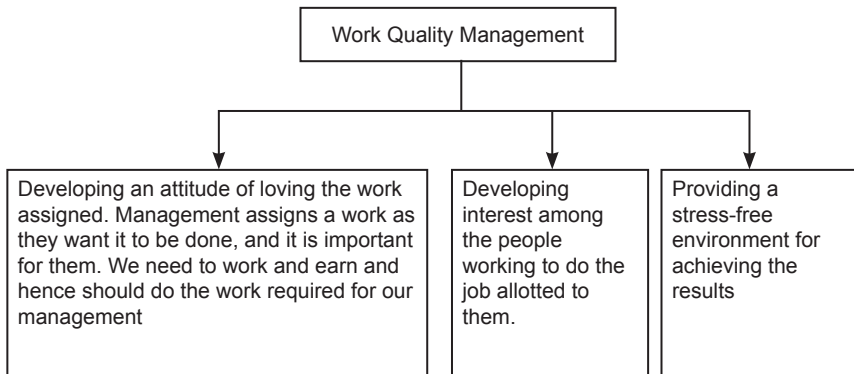 Work Quality Management
Developing an attitude of loving the work
assigned. Management assigns a work as
they want it to be done, and it is important
for them. We need to work and earn and
hence should do the work required for our
management
Developing
interest among
the people
working to do the
job allotted to
them.
Providing a
stress-free
environment for
achieving the
results